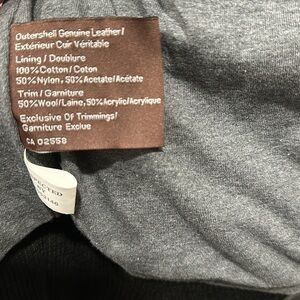 Outershell Genuine Leather/
Extérieur Cuir Véritable
Lining / Doublure
100% Cotton / Coton
50% Nylon, 50% Acetate/Acétate
Trim / Garniture
50% Wool/Laine, 50% Acrylic/Acrylique
Exclusive Of Trimmings/
Garniture Exclue
CA 02558